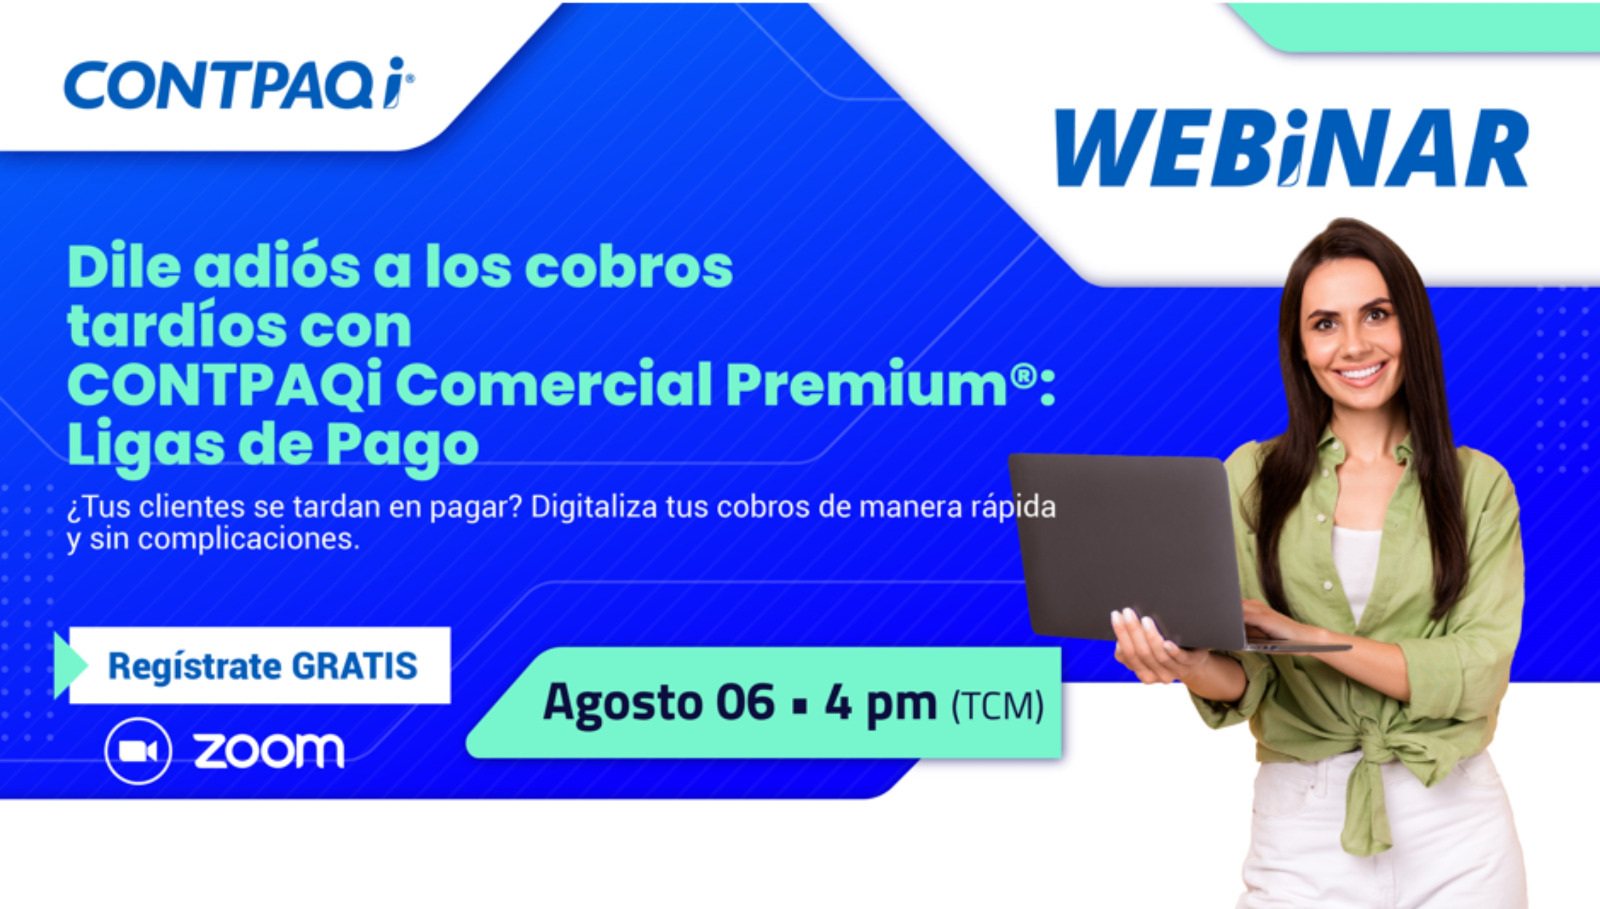 CONTPAQi®
WEBiNAR
Dile adiós a los cobros
tardíos con
CONTPAQi Comercial Premium®:
Ligas de Pago
¿Tus clientes se tardan en pagar? Digitaliza tus cobros de manera rápida
y sin complicaciones.
Regístrate GRATIS
Agosto 06 ▪ 4 pm (TCM)
zoom